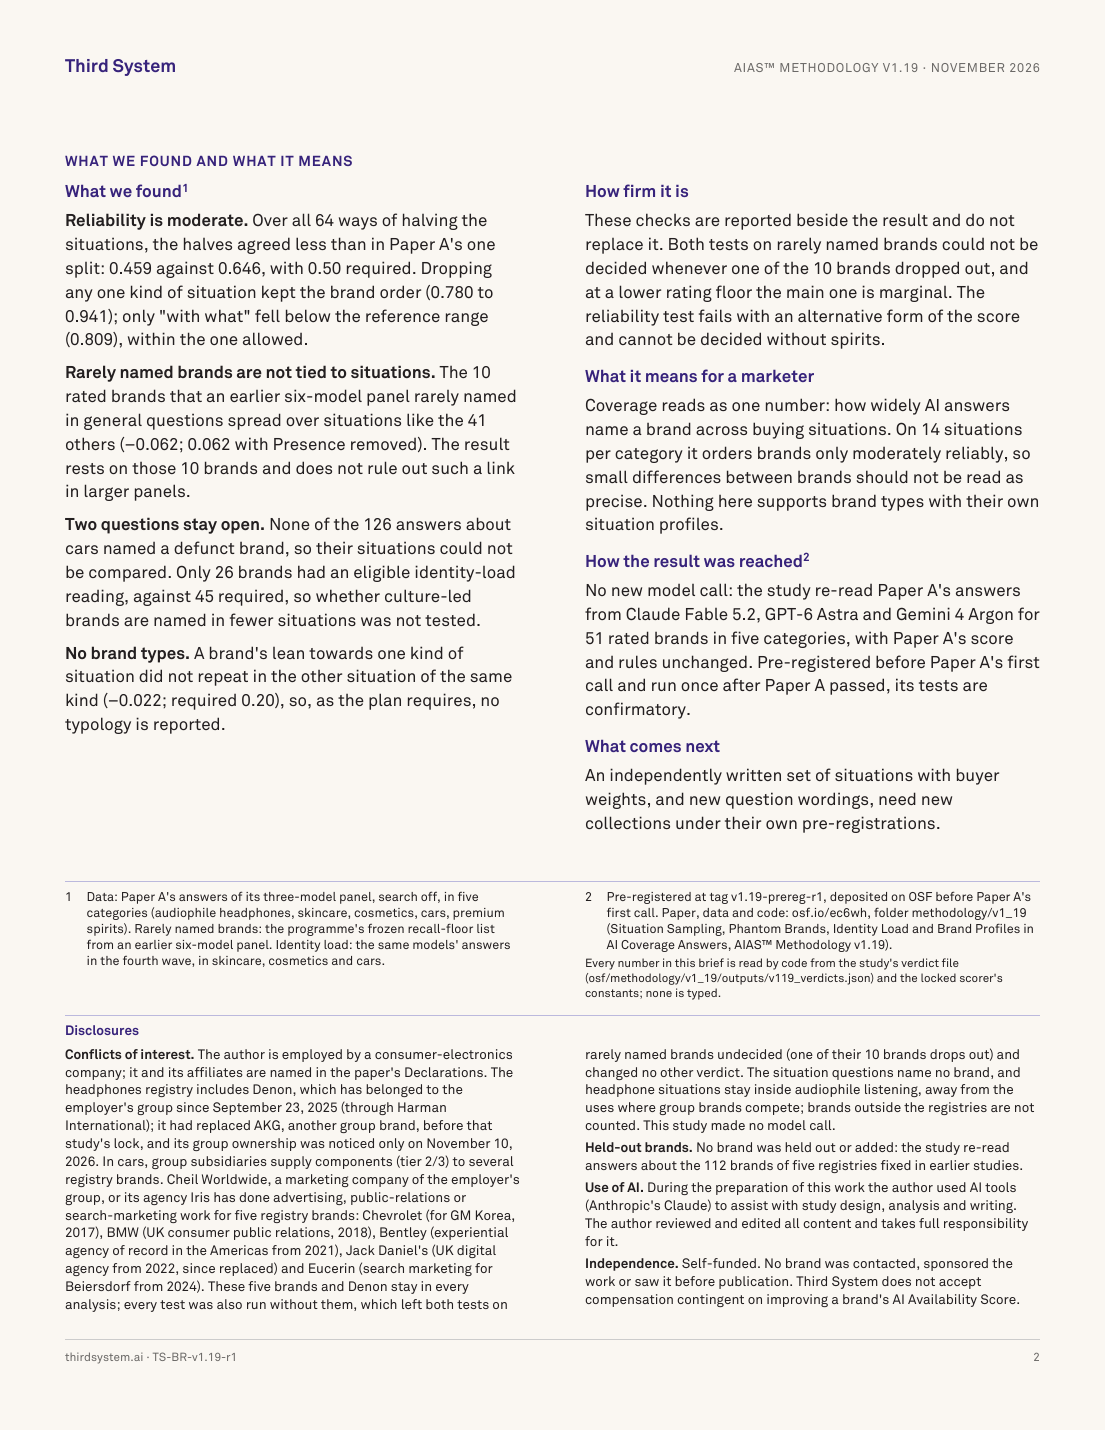 Third System
AIAS™ METHODOLOGY V1.19 · NOVEMBER 2026
WHAT WE FOUND AND WHAT IT MEANS
What we found¹
Reliability is moderate. Over all 64 ways of halving the
situations, the halves agreed less than in Paper A's one
split: 0.459 against 0.646, with 0.50 required. Dropping
any one kind of situation kept the brand order (0.780 to
0.941); only "with what" fell below the reference range
(0.809), within the one allowed.
Rarely named brands are not tied to situations. The 10
rated brands that an earlier six-model panel rarely named
in general questions spread over situations like the 41
others (−0.062; 0.062 with Presence removed). The result
rests on those 10 brands and does not rule out such a link
in larger panels.
Two questions stay open. None of the 126 answers about
cars named a defunct brand, so their situations could not
be compared. Only 26 brands had an eligible identity-load
reading, against 45 required, so whether culture-led
brands are named in fewer situations was not tested.
No brand types. A brand's lean towards one kind of
situation did not repeat in the other situation of the same
kind (−0.022; required 0.20), so, as the plan requires, no
typology is reported.
How firm it is
These checks are reported beside the result and do not
replace it. Both tests on rarely named brands could not be
decided whenever one of the 10 brands dropped out, and
at a lower rating floor the main one is marginal. The
reliability test fails with an alternative form of the score
and cannot be decided without spirits.
What it means for a marketer
Coverage reads as one number: how widely AI answers
name a brand across buying situations. On 14 situations
per category it orders brands only moderately reliably, so
small differences between brands should not be read as
precise. Nothing here supports brand types with their own
situation profiles.
How the result was reached²
No new model call: the study re-read Paper A's answers
from Claude Fable 5.2, GPT-6 Astra and Gemini 4 Argon for
51 rated brands in five categories, with Paper A's score
and rules unchanged. Pre-registered before Paper A's first
call and run once after Paper A passed, its tests are
confirmatory.
What comes next
An independently written set of situations with buyer
weights, and new question wordings, need new
collections under their own pre-registrations.
1 Data: Paper A's answers of its three-model panel, search off, in five
categories (audiophile headphones, skincare, cosmetics, cars, premium
spirits). Rarely named brands: the programme's frozen recall-floor list
from an earlier six-model panel. Identity load: the same models' answers
in the fourth wave, in skincare, cosmetics and cars.
2 Pre-registered at tag v1.19-prereg-r1, deposited on OSF before Paper A's
first call. Paper, data and code: osf.io/ec6wh, folder methodology/v1_19
(Situation Sampling, Phantom Brands, Identity Load and Brand Profiles in
AI Coverage Answers, AIAS™ Methodology v1.19).
Every number in this brief is read by code from the study's verdict file
(osf/methodology/v1_19/outputs/v119_verdicts.json) and the locked scorer's
constants; none is typed.
Disclosures
Conflicts of interest. The author is employed by a consumer-electronics
company; it and its affiliates are named in the paper's Declarations. The
headphones registry includes Denon, which has belonged to the
employer's group since September 23, 2025 (through Harman
International); it had replaced AKG, another group brand, before that
study's lock, and its group ownership was noticed only on November 10,
2026. In cars, group subsidiaries supply components (tier 2/3) to several
registry brands. Cheil Worldwide, a marketing company of the employer's
group, or its agency Iris has done advertising, public-relations or
search-marketing work for five registry brands: Chevrolet (for GM Korea,
2017), BMW (UK consumer public relations, 2018), Bentley (experiential
agency of record in the Americas from 2021), Jack Daniel's (UK digital
agency from 2022, since replaced) and Eucerin (search marketing for
Beiersdorf from 2024). These five brands and Denon stay in every
analysis; every test was also run without them, which left both tests on
rarely named brands undecided (one of their 10 brands drops out) and
changed no other verdict. The situation questions name no brand, and
headphone situations stay inside audiophile listening, away from the
uses where group brands compete; brands outside the registries are not
counted. This study made no model call.
Held-out brands. No brand was held out or added: the study re-read
answers about the 112 brands of five registries fixed in earlier studies.
Use of AI. During the preparation of this work the author used AI tools
(Anthropic's Claude) to assist with study design, analysis and writing.
The author reviewed and edited all content and takes full responsibility
for it.
Independence. Self-funded. No brand was contacted, sponsored the
work or saw it before publication. Third System does not accept
compensation contingent on improving a brand's AI Availability Score.
thirdsystem.ai · TS-BR-v1.19-r1
2